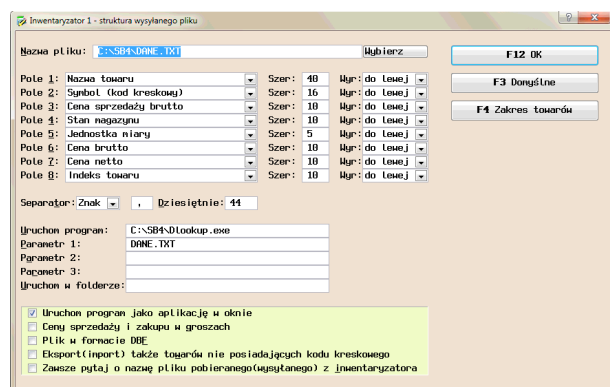 Inwentaryzator 1 - struktura wysyłanego pliku
Nazwa pliku: C:\SB4\DANE.TXT Wybierz
F12 OK
Pole 1: Nazwa towaru Szer: 40 Wyr: do lewej
F3 Domyślne
Pole 2: Symbol (kod kreskowy) Szer: 16 Wyr: do lewej
Pole 3: Cena sprzedaży brutto Szer: 10 Wyr: do lewej
F4 Zakres towarów
Pole 4: Stan magazynu Szer: 10 Wyr: do lewej
Pole 5: Jednostka miary Szer: 5 Wyr: do lewej
Pole 6: Cena brutto Szer: 10 Wyr: do lewej
Pole 7: Cena netto Szer: 10 Wyr: do lewej
Pole 8: Indeks towaru Szer: 10 Wyr: do lewej
Separator: Znak , Dziesiętnie: 44
Uruchom program: C:\SB4\Dlookup.exe
Parametr 1: DANE.TXT
Parametr 2:
Parametr 3:
Uruchom w folderze:
Uruchom program jako aplikację w oknie
Ceny sprzedaży i zakupu w groszach
Plik w formacie DBF
Eksport(import) także towarów nie posiadających kodu kreskowego
Zawsze pytaj o nazwę pliku pobieranego(wysyłanego) z inwentaryzatora